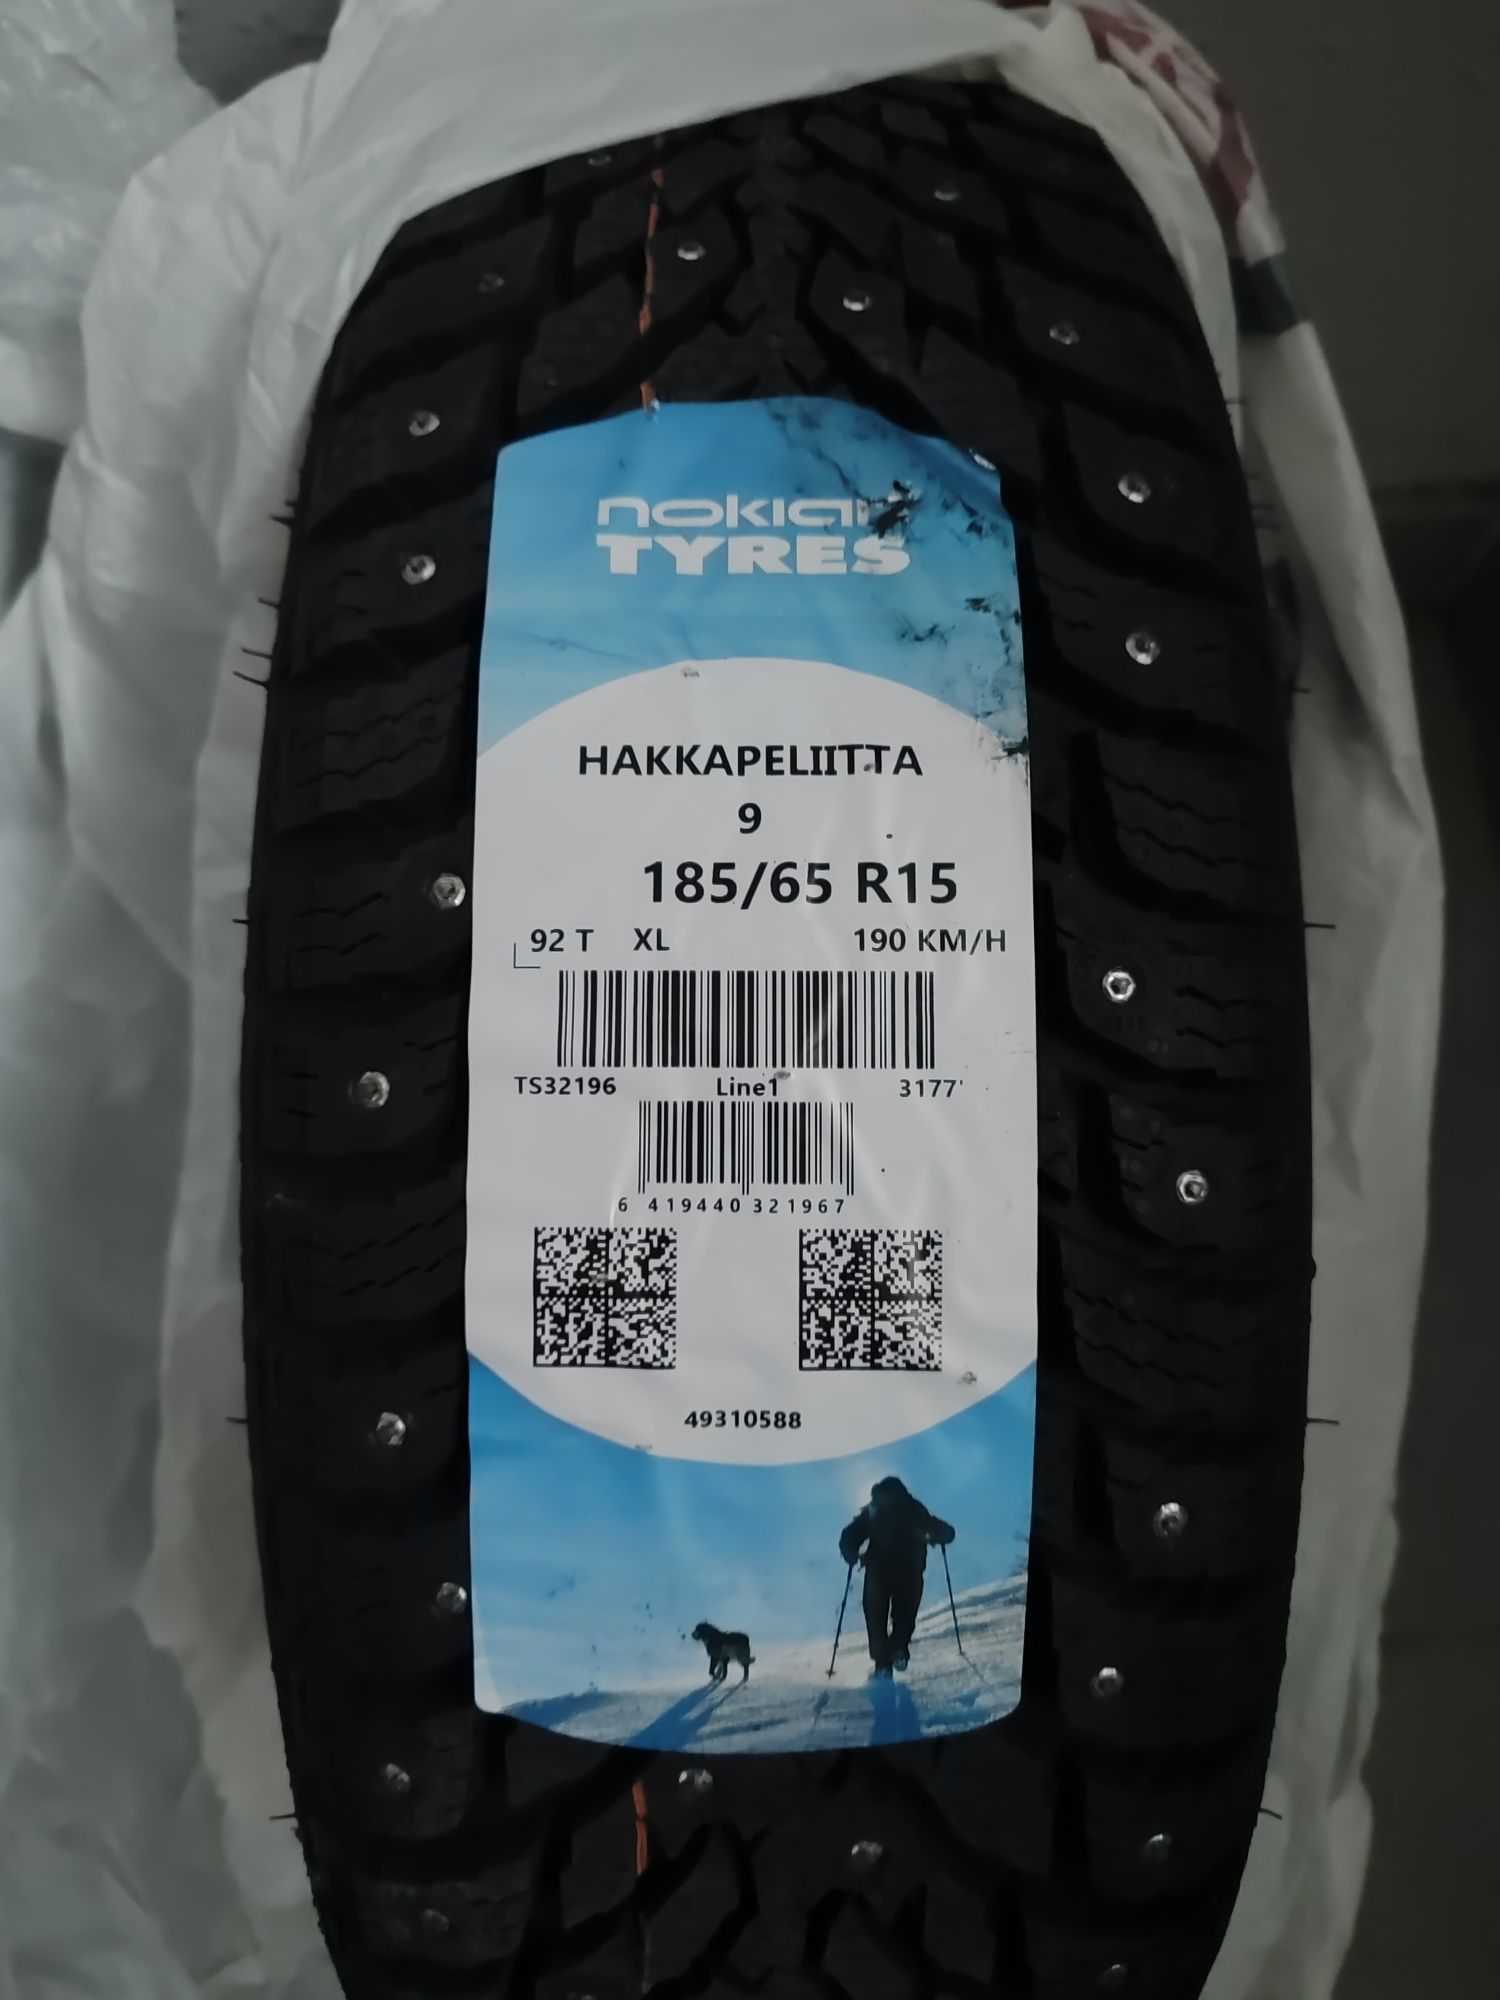 nokian
TYRES
HAKKAPELIITTA
9
185/65 R15
92 T XL 190 KM/H
TS32196 Line1 3177'
6 419440 321967
49310588